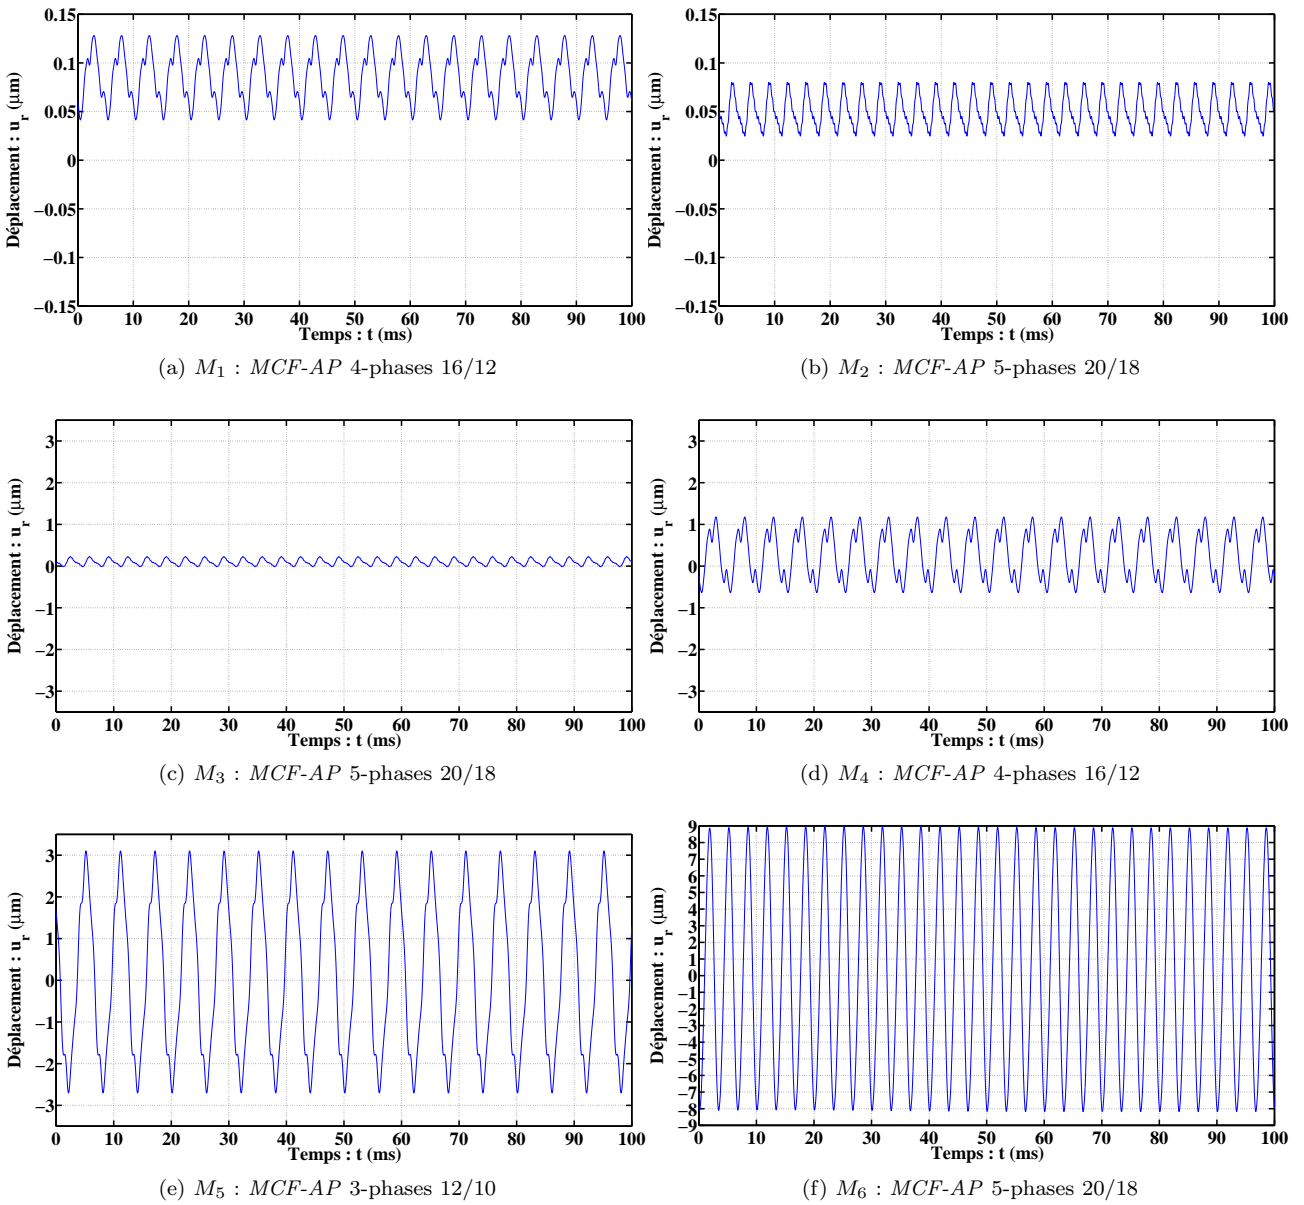 0.15
0.1
0.05
0
−0.05
−0.1
−0.15
Déplacement : u_r (μm)
0 10 20 30 40 50 60 70 80 90 100
Temps : t (ms)
(a) M₁ : MCF-AP 4-phases 16/12
0.15
0.1
0.05
0
−0.05
−0.1
−0.15
Déplacement : u_r (μm)
0 10 20 30 40 50 60 70 80 90 100
Temps : t (ms)
(b) M₂ : MCF-AP 5-phases 20/18
3
2
1
0
−1
−2
−3
Déplacement : u_r (μm)
0 10 20 30 40 50 60 70 80 90 100
Temps : t (ms)
(c) M₃ : MCF-AP 5-phases 20/18
3
2
1
0
−1
−2
−3
Déplacement : u_r (μm)
0 10 20 30 40 50 60 70 80 90 100
Temps : t (ms)
(d) M₄ : MCF-AP 4-phases 16/12
3
2
1
0
−1
−2
−3
Déplacement : u_r (μm)
0 10 20 30 40 50 60 70 80 90 100
Temps : t (ms)
(e) M₅ : MCF-AP 3-phases 12/10
9
8
7
6
5
4
3
2
1
0
−1
−2
−3
−4
−5
−6
−7
−8
−9
Déplacement : u_r (μm)
0 10 20 30 40 50 60 70 80 90 100
Temps : t (ms)
(f) M₆ : MCF-AP 5-phases 20/18